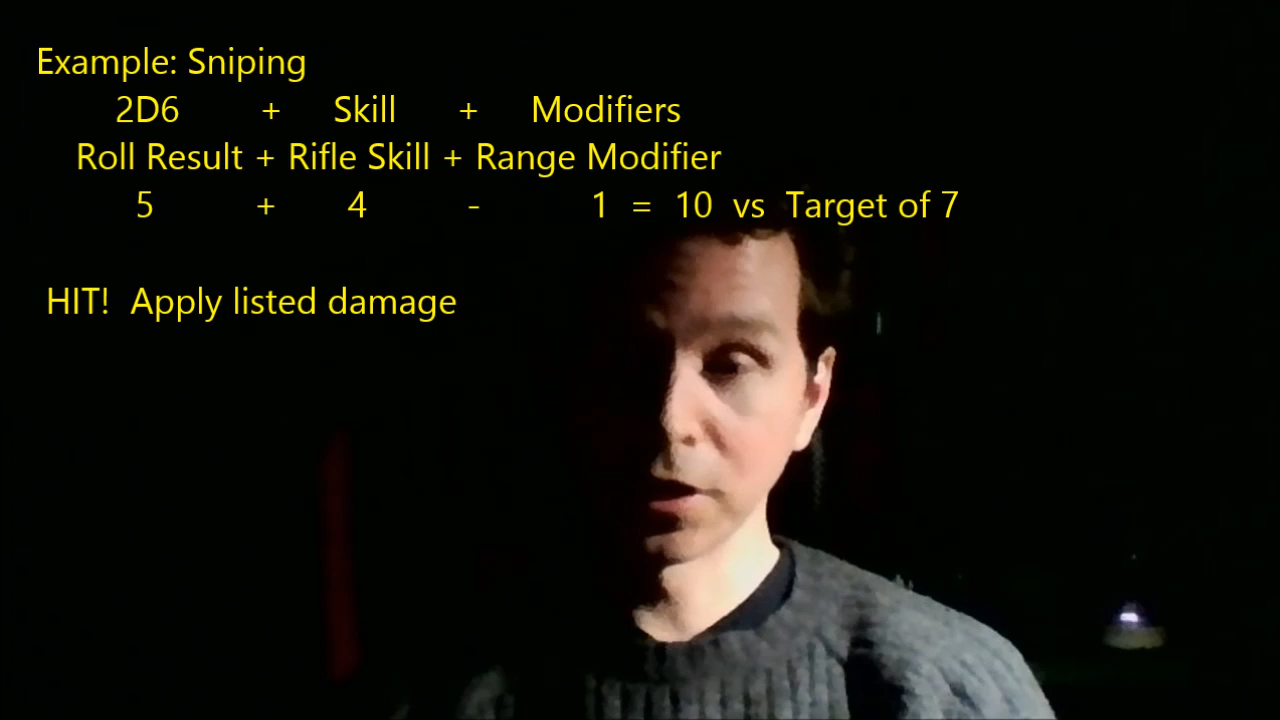 Example: Sniping
2D6 + Skill + Modifiers
Roll Result + Rifle Skill + Range Modifier
5 + 4 - 1 = 10 vs Target of 7
HIT! Apply listed damage